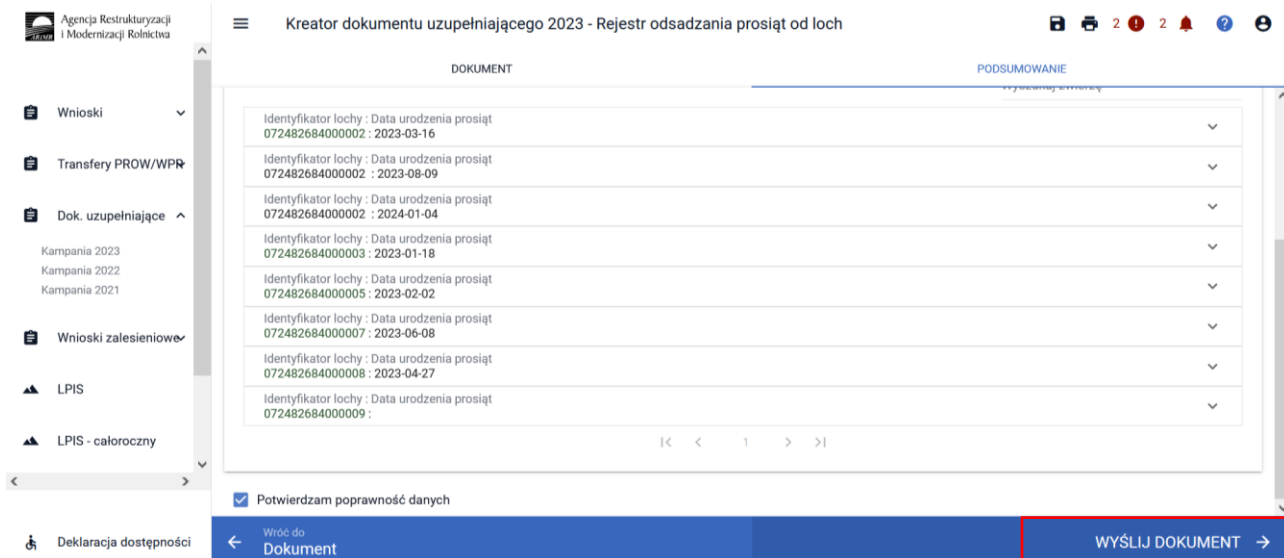 Agencja Restrukturyzacji
i Modernizacji Rolnictwa
ARiMR
Kreator dokumentu uzupełniającego 2023 - Rejestr odsadzania prosiąt od loch
2
2
DOKUMENT
PODSUMOWANIE
Wyszukaj zwierzę
Wnioski
Transfery PROW/WPR
Dok. uzupełniające
Kampania 2023
Kampania 2022
Kampania 2021
Wnioski zalesieniowe
LPIS
LPIS - całoroczny
Deklaracja dostępności
Identyfikator lochy : Data urodzenia prosiąt
072482684000002 : 2023-03-16
Identyfikator lochy : Data urodzenia prosiąt
072482684000002 : 2023-08-09
Identyfikator lochy : Data urodzenia prosiąt
072482684000002 : 2024-01-04
Identyfikator lochy : Data urodzenia prosiąt
072482684000003 : 2023-01-18
Identyfikator lochy : Data urodzenia prosiąt
072482684000005 : 2023-02-02
Identyfikator lochy : Data urodzenia prosiąt
072482684000007 : 2023-06-08
Identyfikator lochy : Data urodzenia prosiąt
072482684000008 : 2023-04-27
Identyfikator lochy : Data urodzenia prosiąt
072482684000009 :
1
Potwierdzam poprawność danych
Wróć do
Dokument
WYŚLIJ DOKUMENT